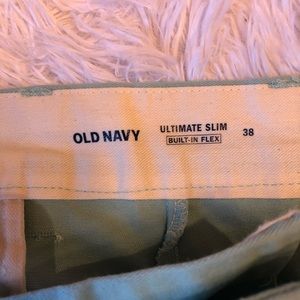 OLD NAVY
ULTIMATE SLIM
BUILT-IN FLEX
38